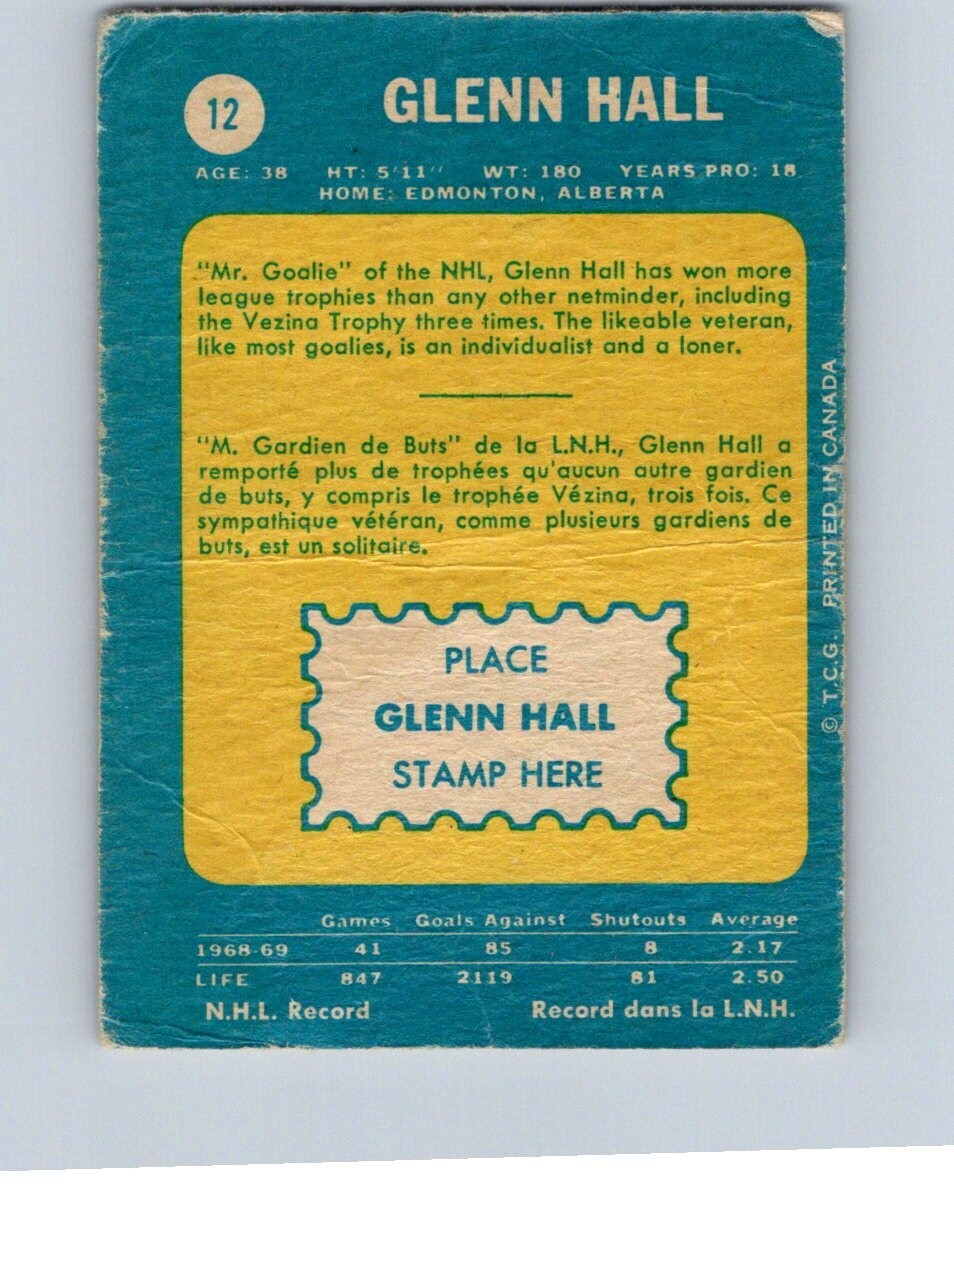 12
GLENN HALL
AGE: 38 HT: 5'11" WT: 180 YEARS PRO: 18
HOME: EDMONTON, ALBERTA
"Mr. Goalie" of the NHL, Glenn Hall has won more
league trophies than any other netminder, including
the Vezina Trophy three times. The likeable veteran,
like most goalies, is an individualist and a loner.
"M. Gardien de Buts" de la L.N.H., Glenn Hall a
remporté plus de trophées qu'aucun autre gardien
de buts, y compris le trophée Vézina, trois fois. Ce
sympathique vétéran, comme plusieurs gardiens de
buts, est un solitaire.
PLACE
GLENN HALL
STAMP HERE
© T.C.G. PRINTED IN CANADA
Games Goals Against Shutouts Average
1968-69 41 85 8 2.17
LIFE 847 2119 81 2.50
N.H.L. Record Record dans la L.N.H.